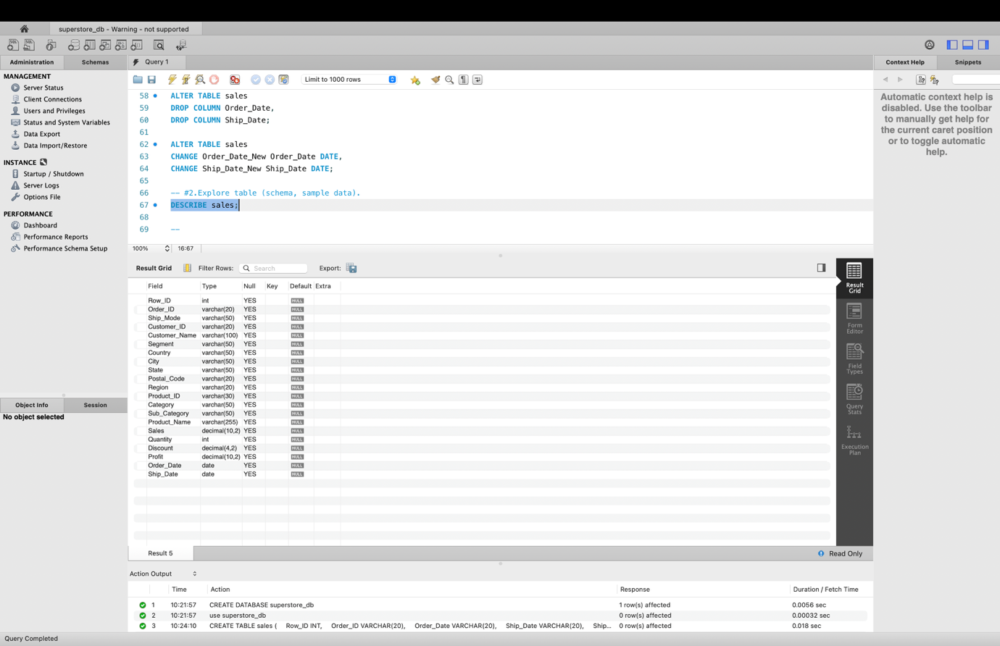 superstore_db - Warning - not supported
Administration
Schemas
Query 1
Context Help
Snippets
MANAGEMENT
Server Status
Client Connections
Users and Privileges
Status and System Variables
Data Export
Data Import/Restore
INSTANCE
Startup / Shutdown
Server Logs
Options File
PERFORMANCE
Dashboard
Performance Reports
Performance Schema Setup
Object Info
Session
No object selected
Limit to 1000 rows
58 ALTER TABLE sales
59 DROP COLUMN Order_Date,
60 DROP COLUMN Ship_Date;
61
62 ALTER TABLE sales
63 CHANGE Order_Date_New Order_Date DATE,
64 CHANGE Ship_Date_New Ship_Date DATE;
65
66 -- #2.Explore table (schema, sample data).
67 DESCRIBE sales;
68
69 --
100% 16:67
Automatic context help is
disabled. Use the toolbar
to manually get help for
the current caret position
or to toggle automatic
help.
Result Grid Filter Rows: Search Export:
Field Type Null Key Default Extra
Row_ID int YES NULL
Order_ID varchar(20) YES NULL
Ship_Mode varchar(50) YES NULL
Customer_ID varchar(20) YES NULL
Customer_Name varchar(100) YES NULL
Segment varchar(50) YES NULL
Country varchar(50) YES NULL
City varchar(50) YES NULL
State varchar(50) YES NULL
Postal_Code varchar(20) YES NULL
Region varchar(20) YES NULL
Product_ID varchar(30) YES NULL
Category varchar(50) YES NULL
Sub_Category varchar(50) YES NULL
Product_Name varchar(255) YES NULL
Sales decimal(10,2) YES NULL
Quantity int YES NULL
Discount decimal(4,2) YES NULL
Profit decimal(10,2) YES NULL
Order_Date date YES NULL
Ship_Date date YES NULL
Result
Grid
Form
Editor
Field
Types
Query
Stats
Execution
Plan
Result 5
Read Only
Action Output
Time Action Response Duration / Fetch Time
1 10:21:57 CREATE DATABASE superstore_db 1 row(s) affected 0.0056 sec
2 10:21:57 use superstore_db 0 row(s) affected 0.00032 sec
3 10:24:10 CREATE TABLE sales ( Row_ID INT, Order_ID VARCHAR(20), Order_Date VARCHAR(20), Ship_Date VARCHAR(20), Ship... 0 row(s) affected 0.018 sec
Query Completed